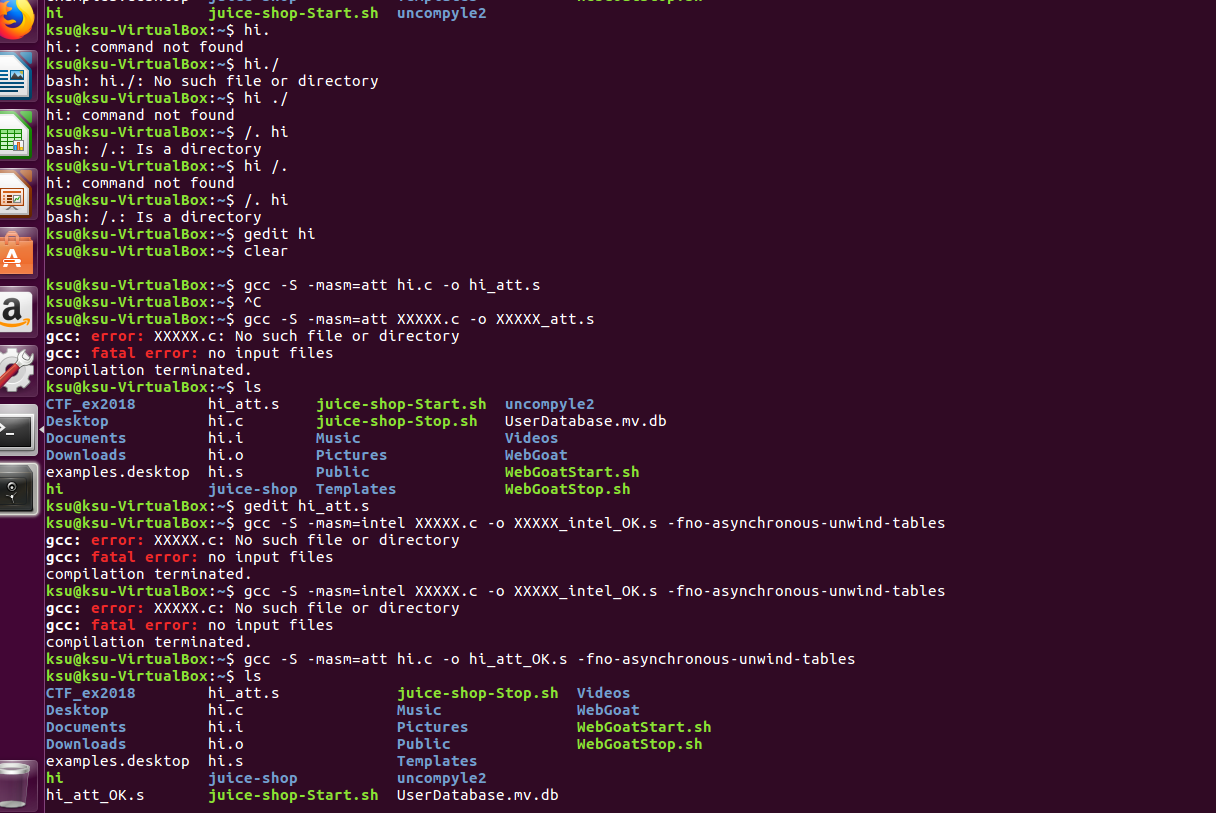 hi juice-shop-Start.sh uncompyle2
ksu@ksu-VirtualBox:~$ hi.
hi.: command not found
ksu@ksu-VirtualBox:~$ hi./
bash: hi./: No such file or directory
ksu@ksu-VirtualBox:~$ hi ./
hi: command not found
ksu@ksu-VirtualBox:~$ /. hi
bash: /.: Is a directory
ksu@ksu-VirtualBox:~$ hi /.
hi: command not found
ksu@ksu-VirtualBox:~$ /. hi
bash: /.: Is a directory
ksu@ksu-VirtualBox:~$ gedit hi
ksu@ksu-VirtualBox:~$ clear
ksu@ksu-VirtualBox:~$ gcc -S -masm=att hi.c -o hi_att.s
ksu@ksu-VirtualBox:~$ ^C
ksu@ksu-VirtualBox:~$ gcc -S -masm=att XXXXX.c -o XXXXX_att.s
gcc: error: XXXXX.c: No such file or directory
gcc: fatal error: no input files
compilation terminated.
ksu@ksu-VirtualBox:~$ ls
CTF_ex2018 hi_att.s juice-shop-Start.sh uncompyle2
Desktop hi.c juice-shop-Stop.sh UserDatabase.mv.db
Documents hi.i Music Videos
Downloads hi.o Pictures WebGoat
examples.desktop hi.s Public WebGoatStart.sh
hi juice-shop Templates WebGoatStop.sh
ksu@ksu-VirtualBox:~$ gedit hi_att.s
ksu@ksu-VirtualBox:~$ gcc -S -masm=intel XXXXX.c -o XXXXX_intel_OK.s -fno-asynchronous-unwind-tables
gcc: error: XXXXX.c: No such file or directory
gcc: fatal error: no input files
compilation terminated.
ksu@ksu-VirtualBox:~$ gcc -S -masm=intel XXXXX.c -o XXXXX_intel_OK.s -fno-asynchronous-unwind-tables
gcc: error: XXXXX.c: No such file or directory
gcc: fatal error: no input files
compilation terminated.
ksu@ksu-VirtualBox:~$ gcc -S -masm=att hi.c -o hi_att_OK.s -fno-asynchronous-unwind-tables
ksu@ksu-VirtualBox:~$ ls
CTF_ex2018 hi_att.s juice-shop-Stop.sh Videos
Desktop hi.c Music WebGoat
Documents hi.i Pictures WebGoatStart.sh
Downloads hi.o Public WebGoatStop.sh
examples.desktop hi.s Templates
hi juice-shop uncompyle2
hi_att_OK.s juice-shop-Start.sh UserDatabase.mv.db